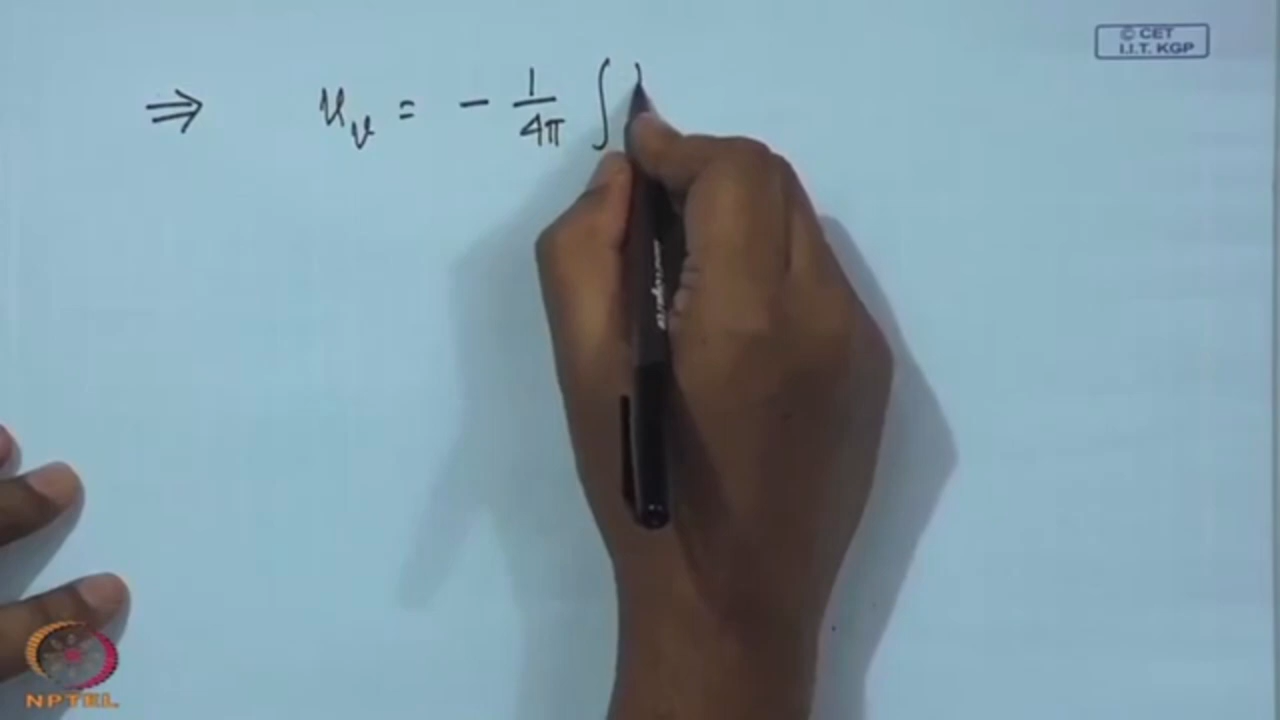 © CET
I.I.T. KGP
⇒ u_v = - 1/4π ∫
NPTEL